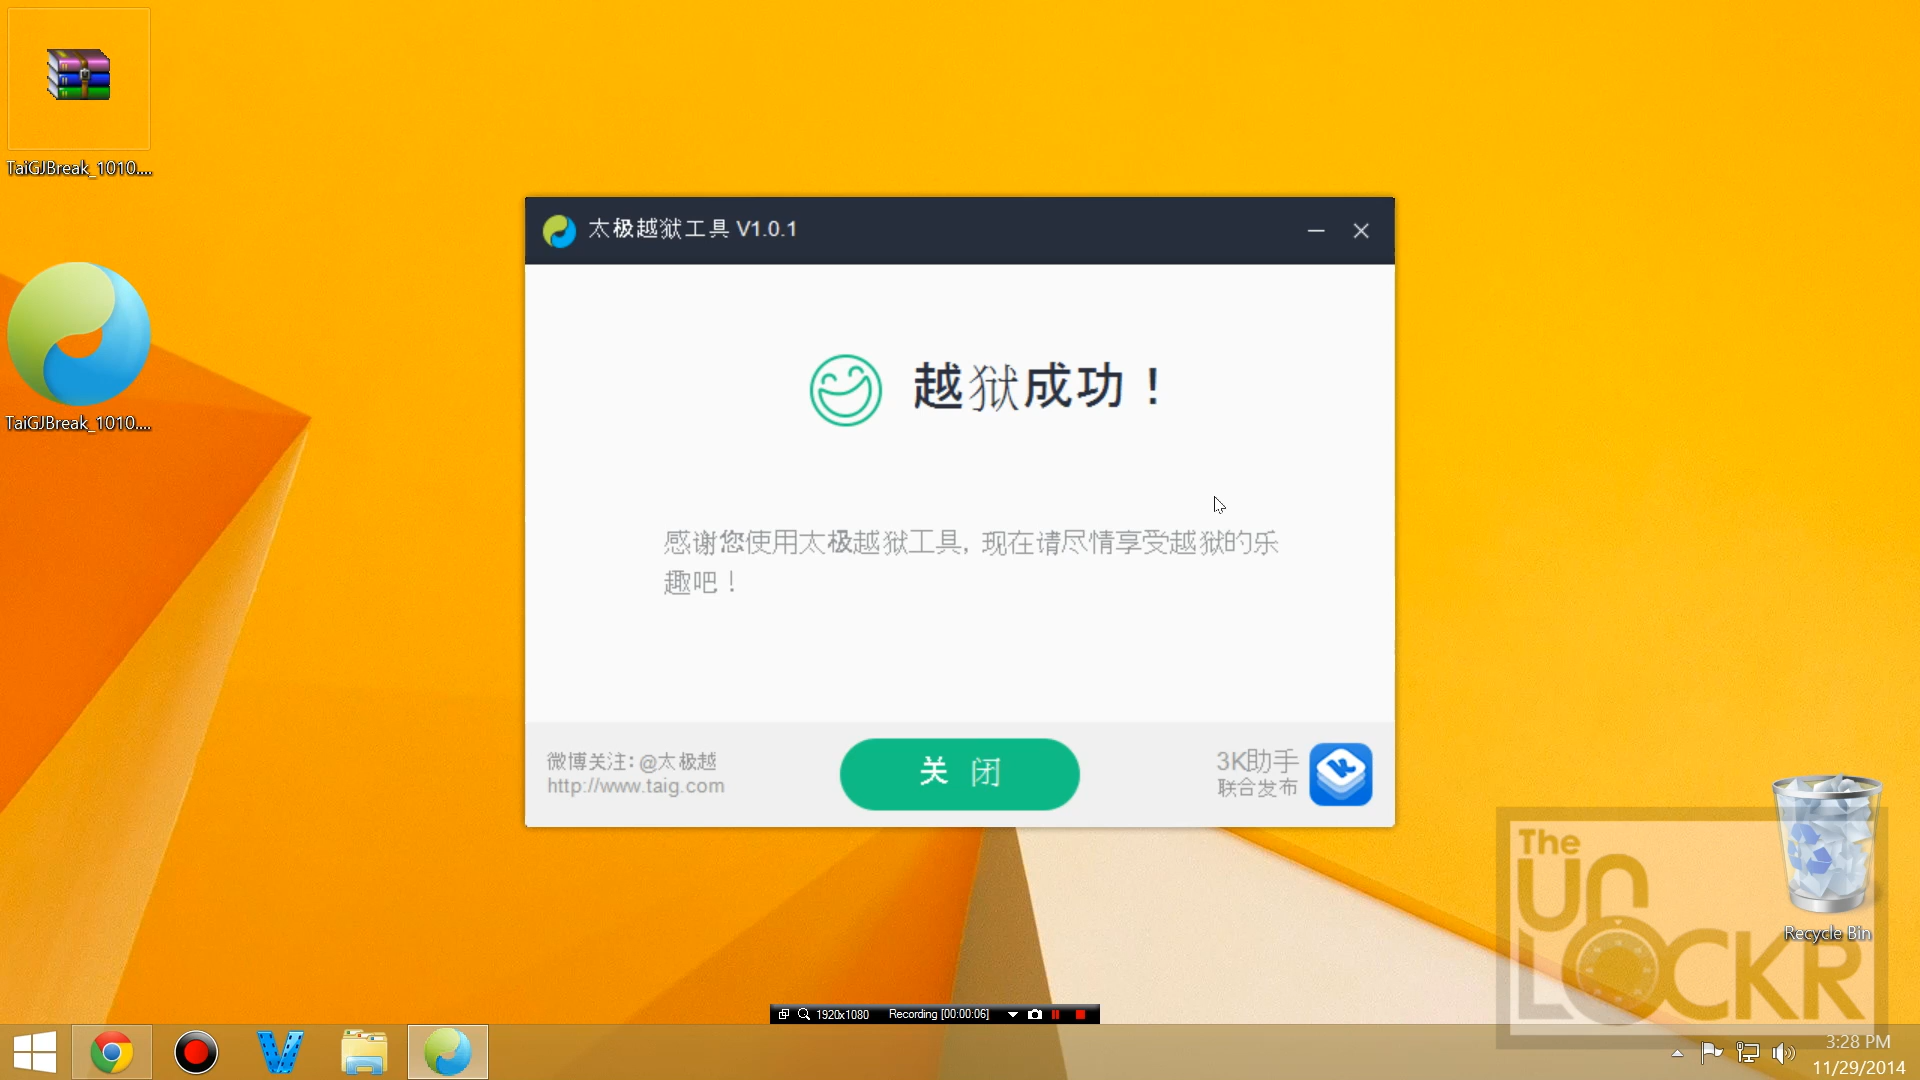 TaiGJBreak_1010....
TaiGJBreak_1010....
太极越狱工具 V1.0.1
越狱成功！
感谢您使用太极越狱工具, 现在请尽情享受越狱的乐
趣吧！
微博关注: @太极越
http://www.taig.com
关 闭
3K助手
联合发布
The
UN
LOCKR
Recycle Bin
1920x1080 Recording [00:00:06]
3:28 PM
11/29/2014